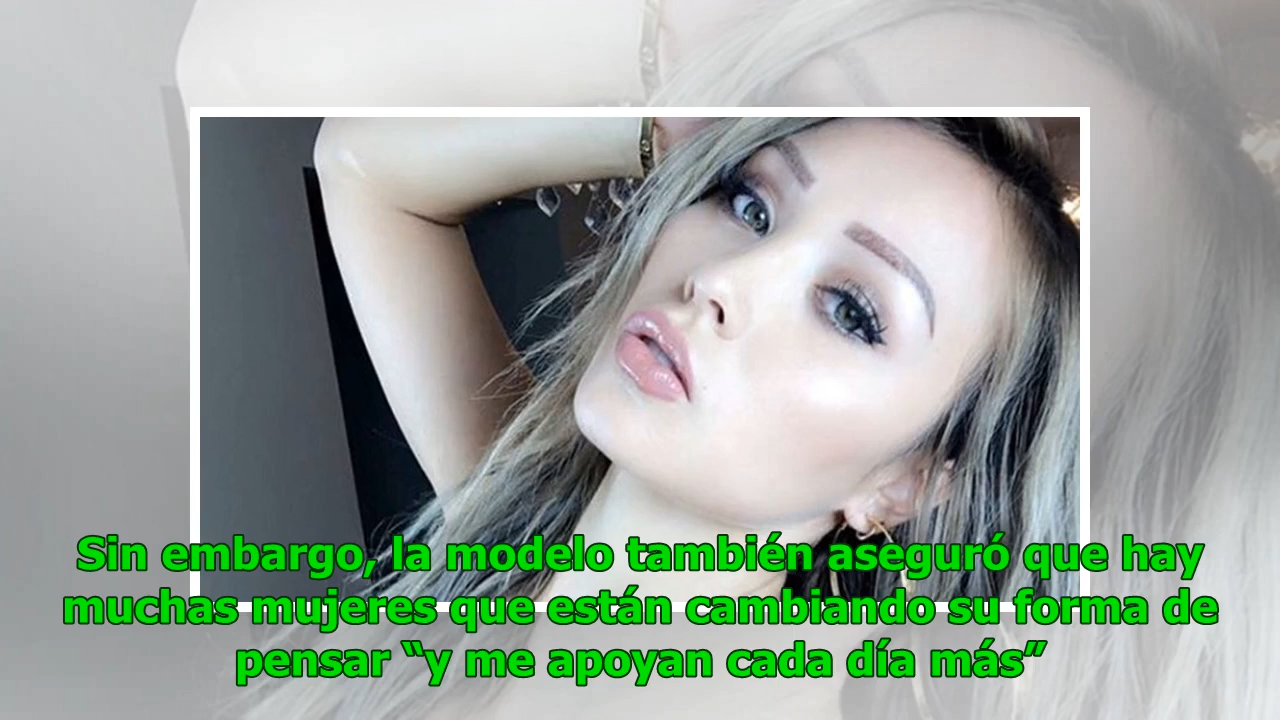 Sin embargo, la modelo también aseguró que hay
muchas mujeres que están cambiando su forma de
pensar “y me apoyan cada día más”